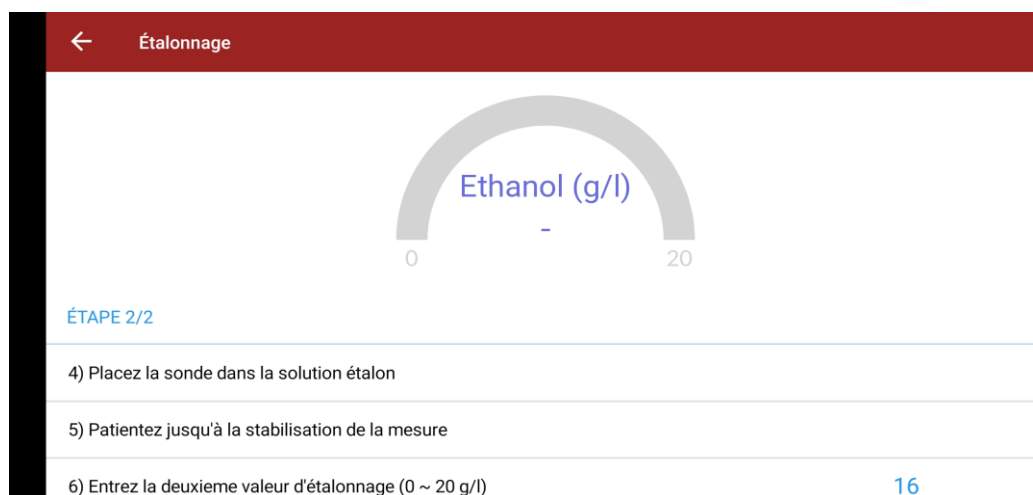 Étalonnage
Ethanol (g/l)
-
0 20
ÉTAPE 2/2
4) Placez la sonde dans la solution étalon
5) Patientez jusqu'à la stabilisation de la mesure
6) Entrez la deuxieme valeur d'étalonnage (0 ~ 20 g/l) 16